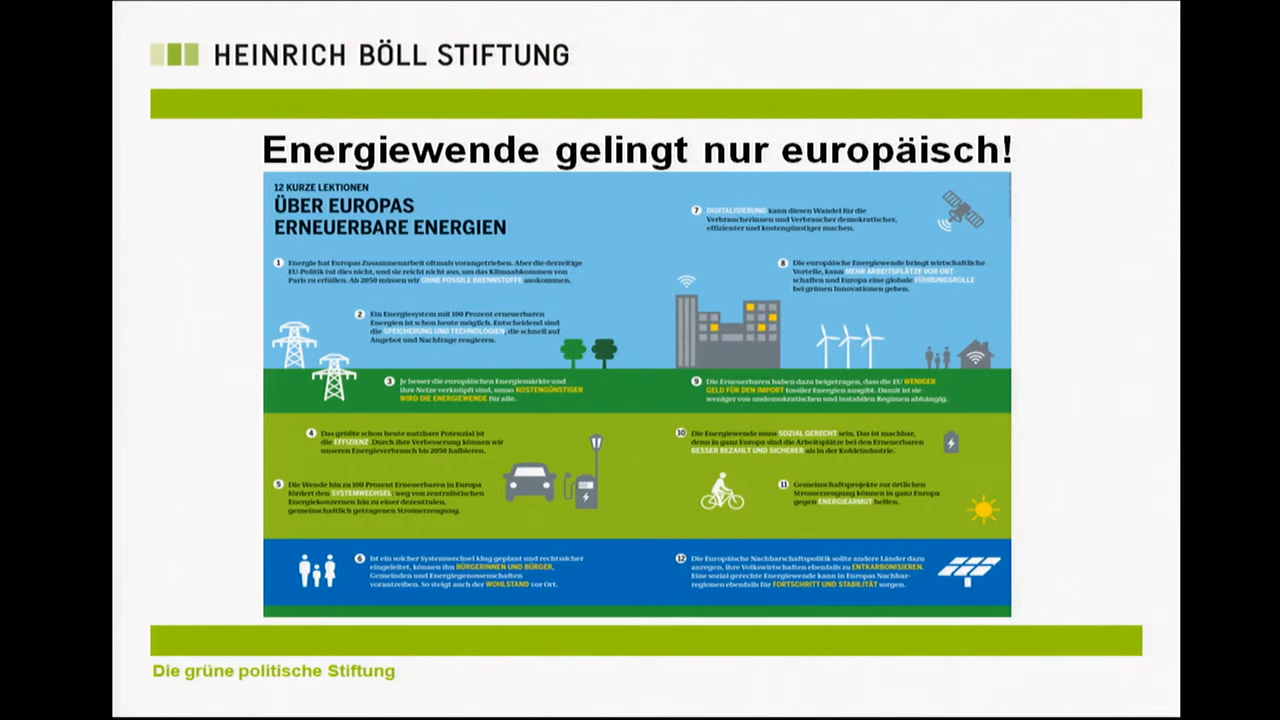 HEINRICH BÖLL STIFTUNG
Energiewende gelingt nur europäisch!
12 KURZE LEKTIONEN
ÜBER EUROPAS
ERNEUERBARE ENERGIEN
1 Energie hat Europas Zusammenarbeit oftmals vorangetrieben. Aber die derzeitige
EU-Politik tut dies nicht, und sie reicht nicht aus, um das Klimaabkommen von
Paris zu erfüllen. Ab 2050 müssen wir OHNE FOSSILE BRENNSTOFFE auskommen.
2 Ein Energiesystem mit 100 Prozent erneuerbaren
Energien ist schon heute möglich. Entscheidend sind
die SPEICHERUNG UND TECHNOLOGIEN, die schnell auf
Angebot und Nachfrage reagieren.
3 Je besser die europäischen Energiemärkte und
ihre Netze verknüpft sind, umso KOSTENGÜNSTIGER
WIRD DIE ENERGIEWENDE für alle.
4 Das größte schon heute nutzbare Potenzial ist
die EFFIZIENZ. Durch ihre Verbesserung können wir
unseren Energieverbrauch bis 2050 halbieren.
5 Die Wende hin zu 100 Prozent Erneuerbaren in Europa
fördert den SYSTEMWECHSEL: weg von zentralistischen
Energiekonzernen hin zu einer dezentralen,
gemeinschaftlich getragenen Stromerzeugung.
6 Ist ein solcher Systemwechsel klug geplant und rechtssicher
eingeleitet, können ihn BÜRGERINNEN UND BÜRGER,
Gemeinden und Energiegenossenschaften
vorantreiben. So steigt auch der WOHLSTAND vor Ort.
7 DIGITALISIERUNG kann diesen Wandel für die
Verbraucherinnen und Verbraucher demokratischer,
effizienter und kostengünstiger machen.
8 Die europäische Energiewende bringt wirtschaftliche
Vorteile, kann MEHR ARBEITSPLÄTZE VOR ORT
schaffen und Europa eine globale FÜHRUNGSROLLE
bei grünen Innovationen geben.
9 Die Erneuerbaren haben dazu beigetragen, dass die EU WENIGER
GELD FÜR DEN IMPORT fossiler Energien ausgibt. Damit ist sie
weniger von undemokratischen und instabilen Regimen abhängig.
10 Die Energiewende muss SOZIAL GERECHT sein. Das ist machbar,
denn in ganz Europa sind die Arbeitsplätze bei den Erneuerbaren
BESSER BEZAHLT UND SICHERER als in der Kohleindustrie.
11 Gemeinschaftsprojekte zur örtlichen
Stromerzeugung können in ganz Europa
gegen ENERGIEARMUT helfen.
12 Die Europäische Nachbarschaftspolitik sollte andere Länder dazu
anregen, ihre Volkswirtschaften ebenfalls zu ENTKARBONISIEREN.
Eine sozial gerechte Energiewende kann in Europas Nachbar-
regionen ebenfalls für FORTSCHRITT UND STABILITÄT sorgen.
Die grüne politische Stiftung